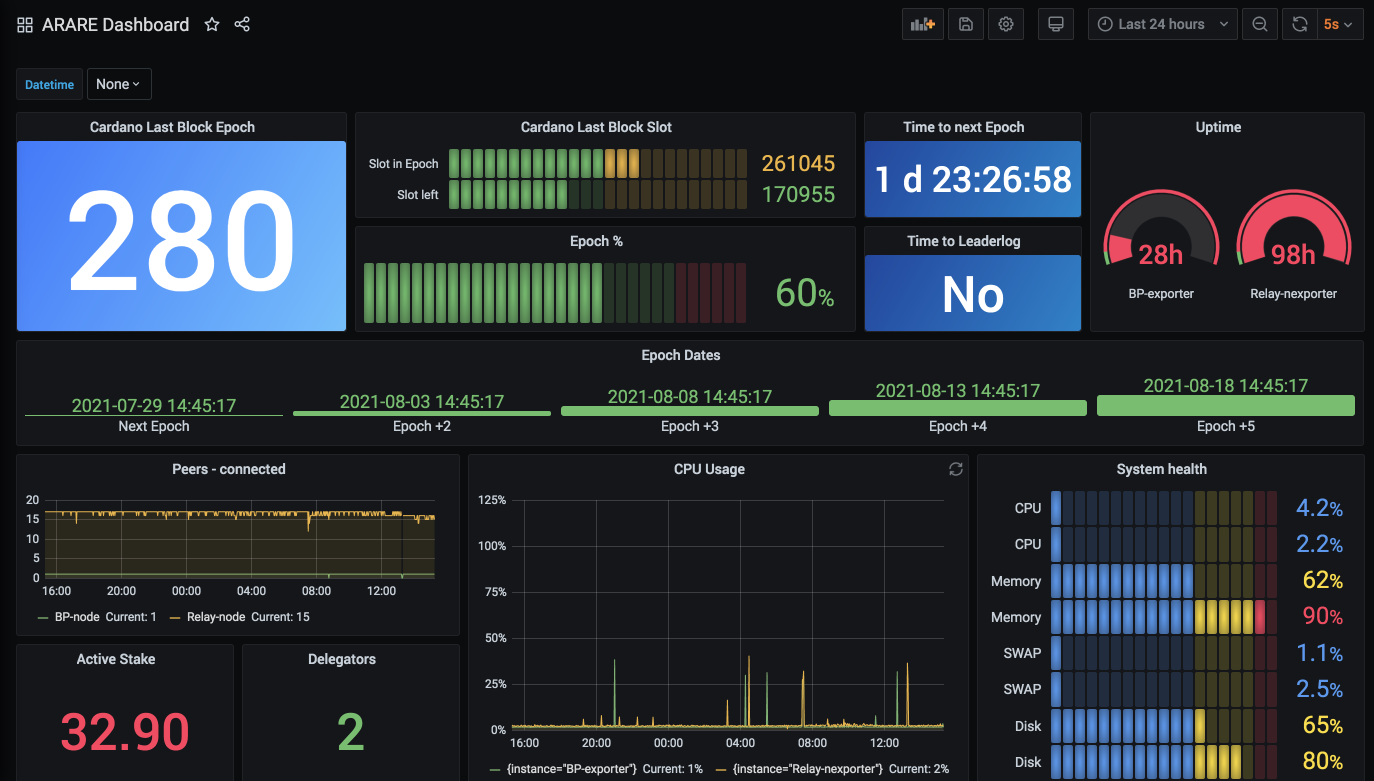 ARARE Dashboard
Last 24 hours
5s
Datetime
None
Cardano Last Block Epoch
280
Cardano Last Block Slot
Slot in Epoch 261045
Slot left 170955
Epoch %
60%
Time to next Epoch
1 d 23:26:58
Time to Leaderlog
No
Uptime
28h 98h
BP-exporter Relay-nexporter
Epoch Dates
2021-07-29 14:45:17 2021-08-03 14:45:17 2021-08-08 14:45:17 2021-08-13 14:45:17 2021-08-18 14:45:17
Next Epoch Epoch +2 Epoch +3 Epoch +4 Epoch +5
Peers - connected
20
15
10
5
0
16:00 20:00 00:00 04:00 08:00 12:00
BP-node Current: 1 Relay-node Current: 15
CPU Usage
125%
100%
75%
50%
25%
0%
16:00 20:00 00:00 04:00 08:00 12:00
{instance="BP-exporter"} Current: 1% {instance="Relay-nexporter"} Current: 2%
System health
CPU 4.2%
CPU 2.2%
Memory 62%
Memory 90%
SWAP 1.1%
SWAP 2.5%
Disk 65%
Disk 80%
Active Stake
32.90
Delegators
2